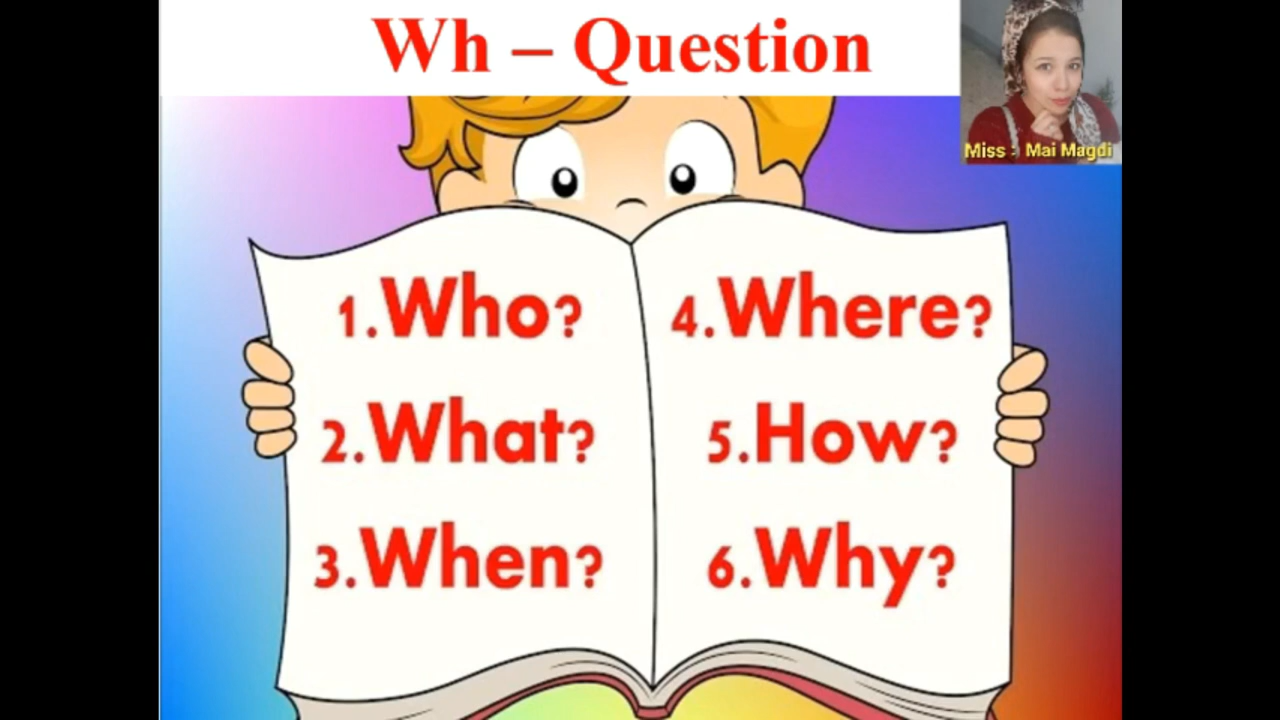 Wh – Question
Miss : Mai Magdi
1.Who?
2.What?
3.When?
4.Where?
5.How?
6.Why?